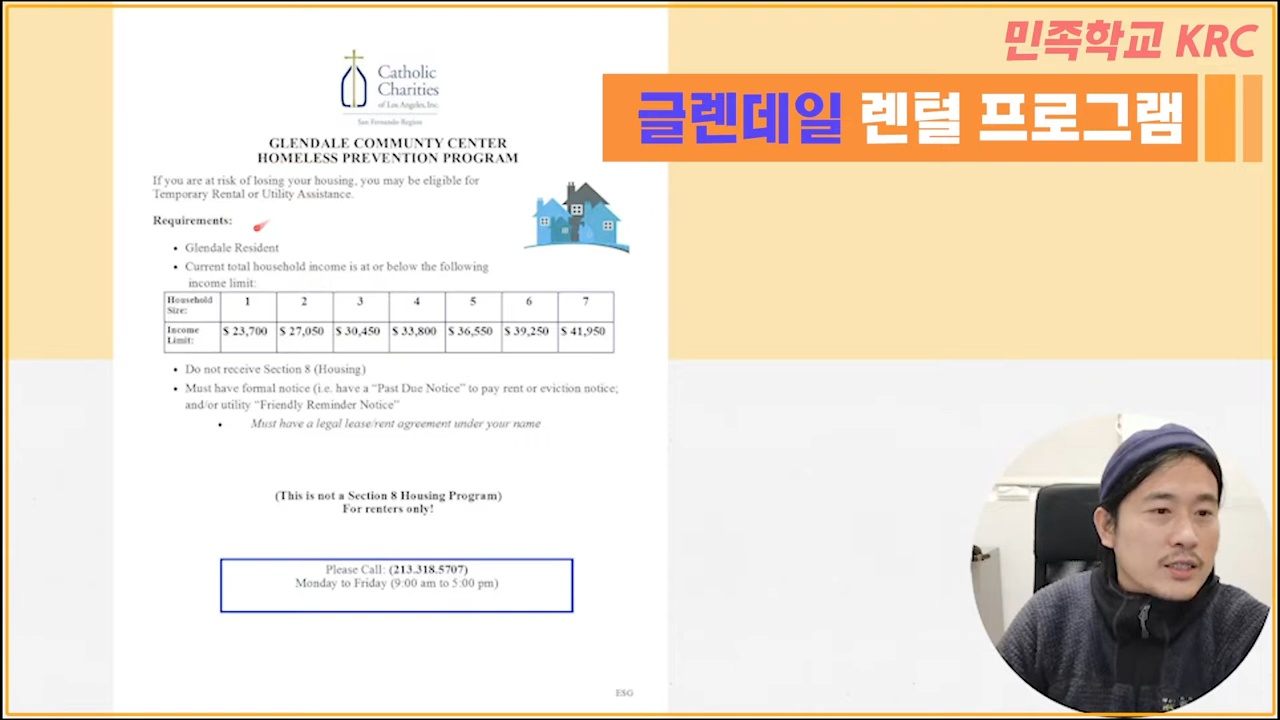 민족학교 KRC
글렌데일 렌털 프로그램
Catholic
Charities
of Los Angeles, Inc.
San Fernando Region
GLENDALE COMMUNTY CENTER
HOMELESS PREVENTION PROGRAM
If you are at risk of losing your housing, you may be eligible for
Temporary Rental or Utility Assistance.
Requirements:
• Glendale Resident
• Current total household income is at or below the following
income limit:
Household Size: 1 2 3 4 5 6 7
Income Limit: $ 23,700 $ 27,050 $ 30,450 $ 33,800 $ 36,550 $ 39,250 $ 41,950
• Do not receive Section 8 (Housing)
• Must have formal notice (i.e. have a “Past Due Notice” to pay rent or eviction notice;
and/or utility “Friendly Reminder Notice”
• Must have a legal lease/rent agreement under your name
(This is not a Section 8 Housing Program)
For renters only!
Please Call: (213.318.5707)
Monday to Friday (9:00 am to 5:00 pm)
ESG